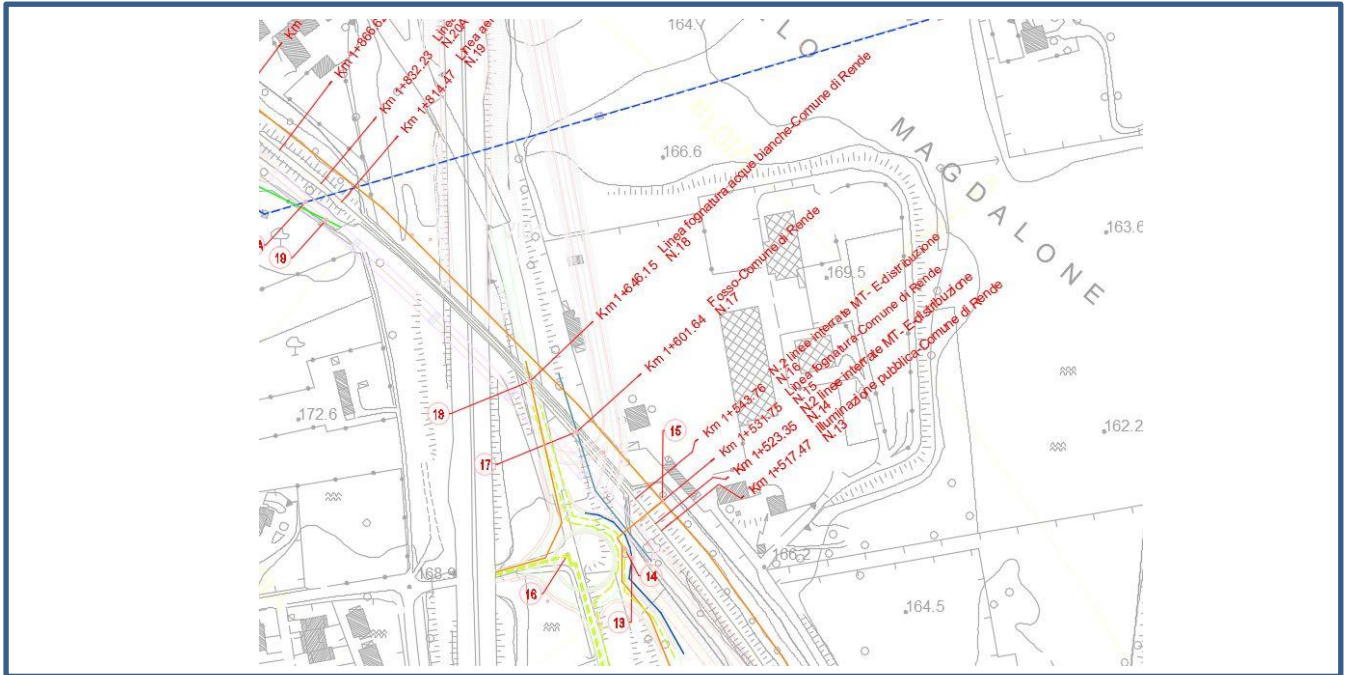 164.
L O
Km
Km 1+866.6
Km 1+832.23
N.20A
Km 1+814.47
N.19
Linea
166.6
MAGDALONE
163.6
Km 1+646.15 Linea fognatura acque bianche-Comune di Rende
N.18
Km 1+601.64 Fosso-Comune di Rende
N.17
169.5
Km 1+543.76 N.2 linee interrate MT- E-distribuzione
N.16
Km 1+531.75 Linea fognatura-Comune di Rende
N.15
Km 1+523.35 N.2 linee interrate MT- E-distribuzione
N.14
Km 1+517.47 Illuminazione pubblica-Comune di Rende
N.13
19
18
17
15
172.6
162.2
168.9
16
14
13
166.2
164.5